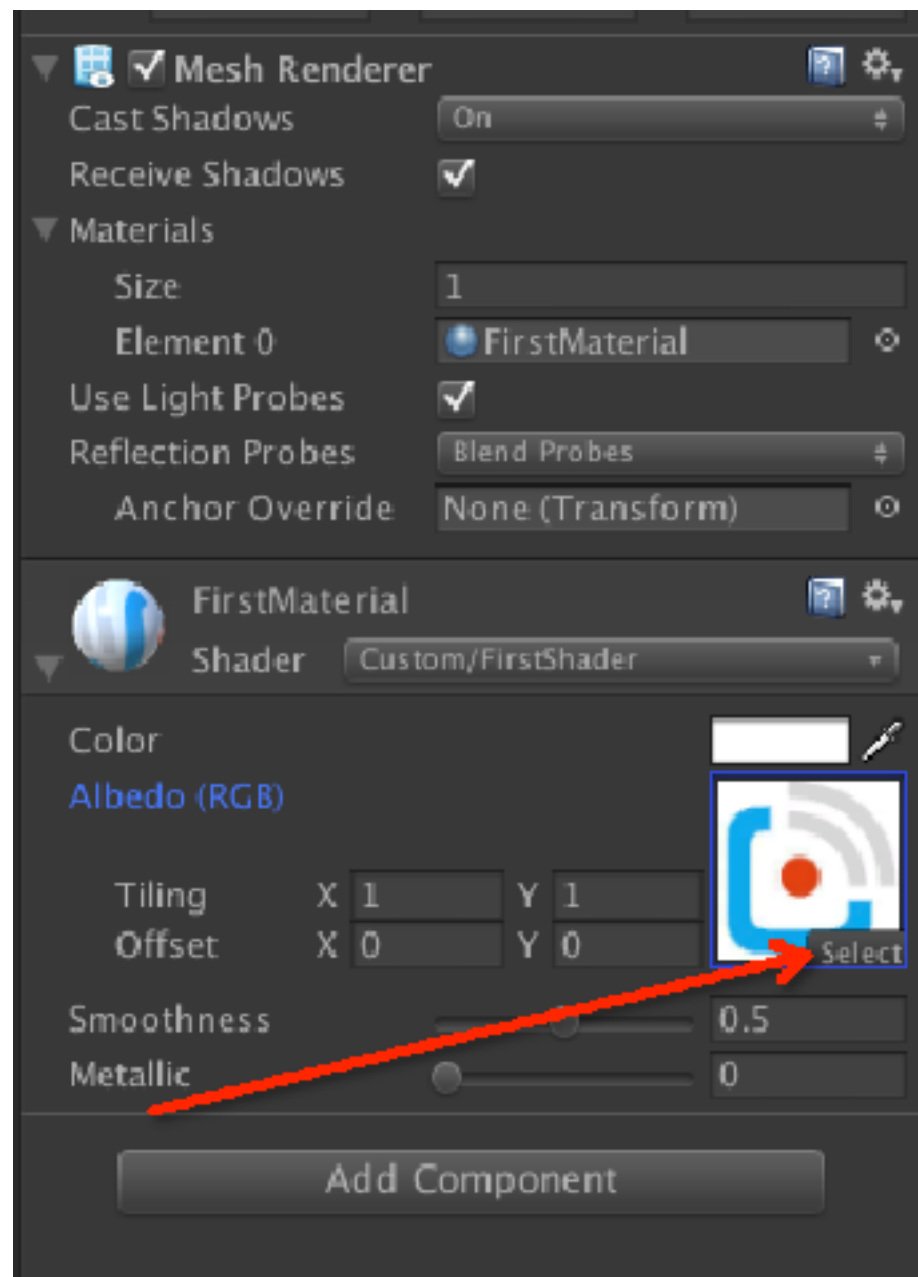 Mesh Renderer
Cast Shadows On
Receive Shadows
Materials
Size 1
Element 0 FirstMaterial
Use Light Probes
Reflection Probes Blend Probes
Anchor Override None (Transform)
FirstMaterial
Shader Custom/FirstShader
Color
Albedo (RGB)
Tiling X 1 Y 1
Offset X 0 Y 0
Select
Smoothness 0.5
Metallic 0
Add Component